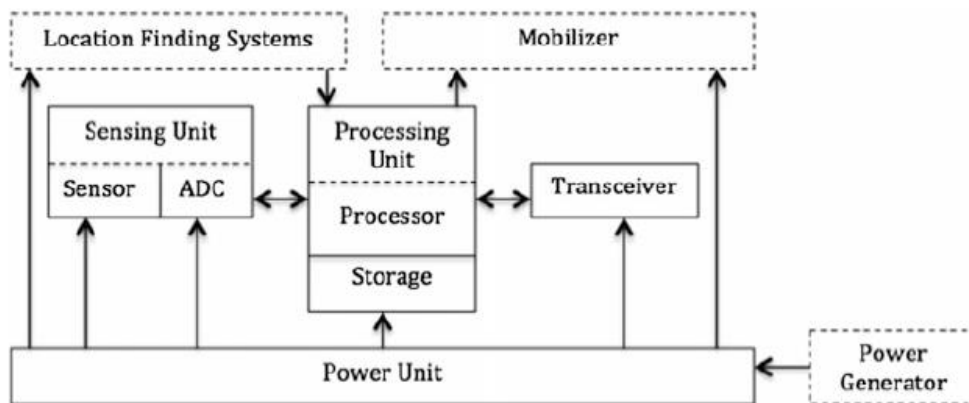 Location Finding Systems
Mobilizer
Sensing Unit
Sensor
ADC
Processing
Unit
Processor
Storage
Transceiver
Power Unit
Power
Generator